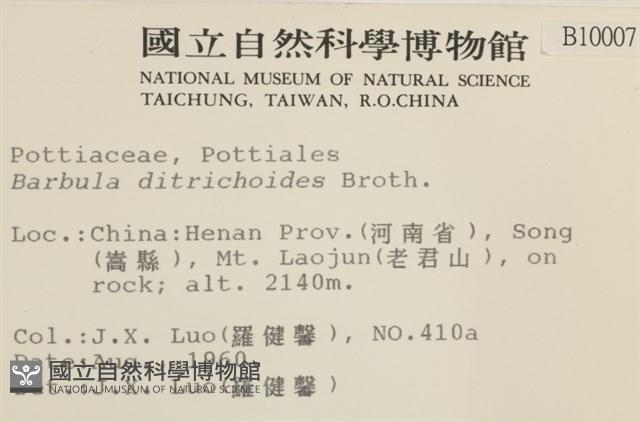 國立自然科學博物館
B10007
NATIONAL MUSEUM OF NATURAL SCIENCE
TAICHUNG, TAIWAN, R.O.CHINA
Pottiaceae, Pottiales
Barbula ditrichoides Broth.
Loc.:China:Henan Prov.(河南省), Song
(嵩縣), Mt. Laojun(老君山), on
rock; alt. 2140m.
Col.:J.X. Luo(羅健馨), NO.410a
Date:Aug. 1960
國立自然科學博物館
NATIONAL MUSEUM OF NATURAL SCIENCE
J.X. Luo(羅健馨)